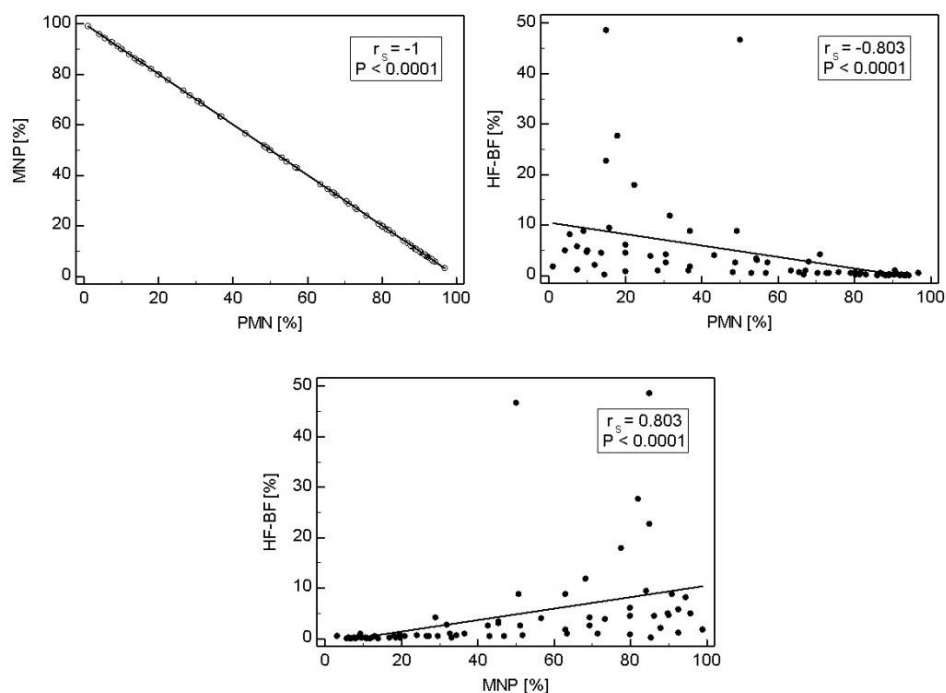 100
80
60
40
20
0
MNP [%]
r_S = -1
P < 0.0001
0 20 40 60 80 100
PMN [%]
50
40
30
20
10
0
HF-BF [%]
r_S = -0.803
P < 0.0001
0 20 40 60 80 100
PMN [%]
50
40
30
20
10
0
HF-BF [%]
r_S = 0.803
P < 0.0001
0 20 40 60 80 100
MNP [%]